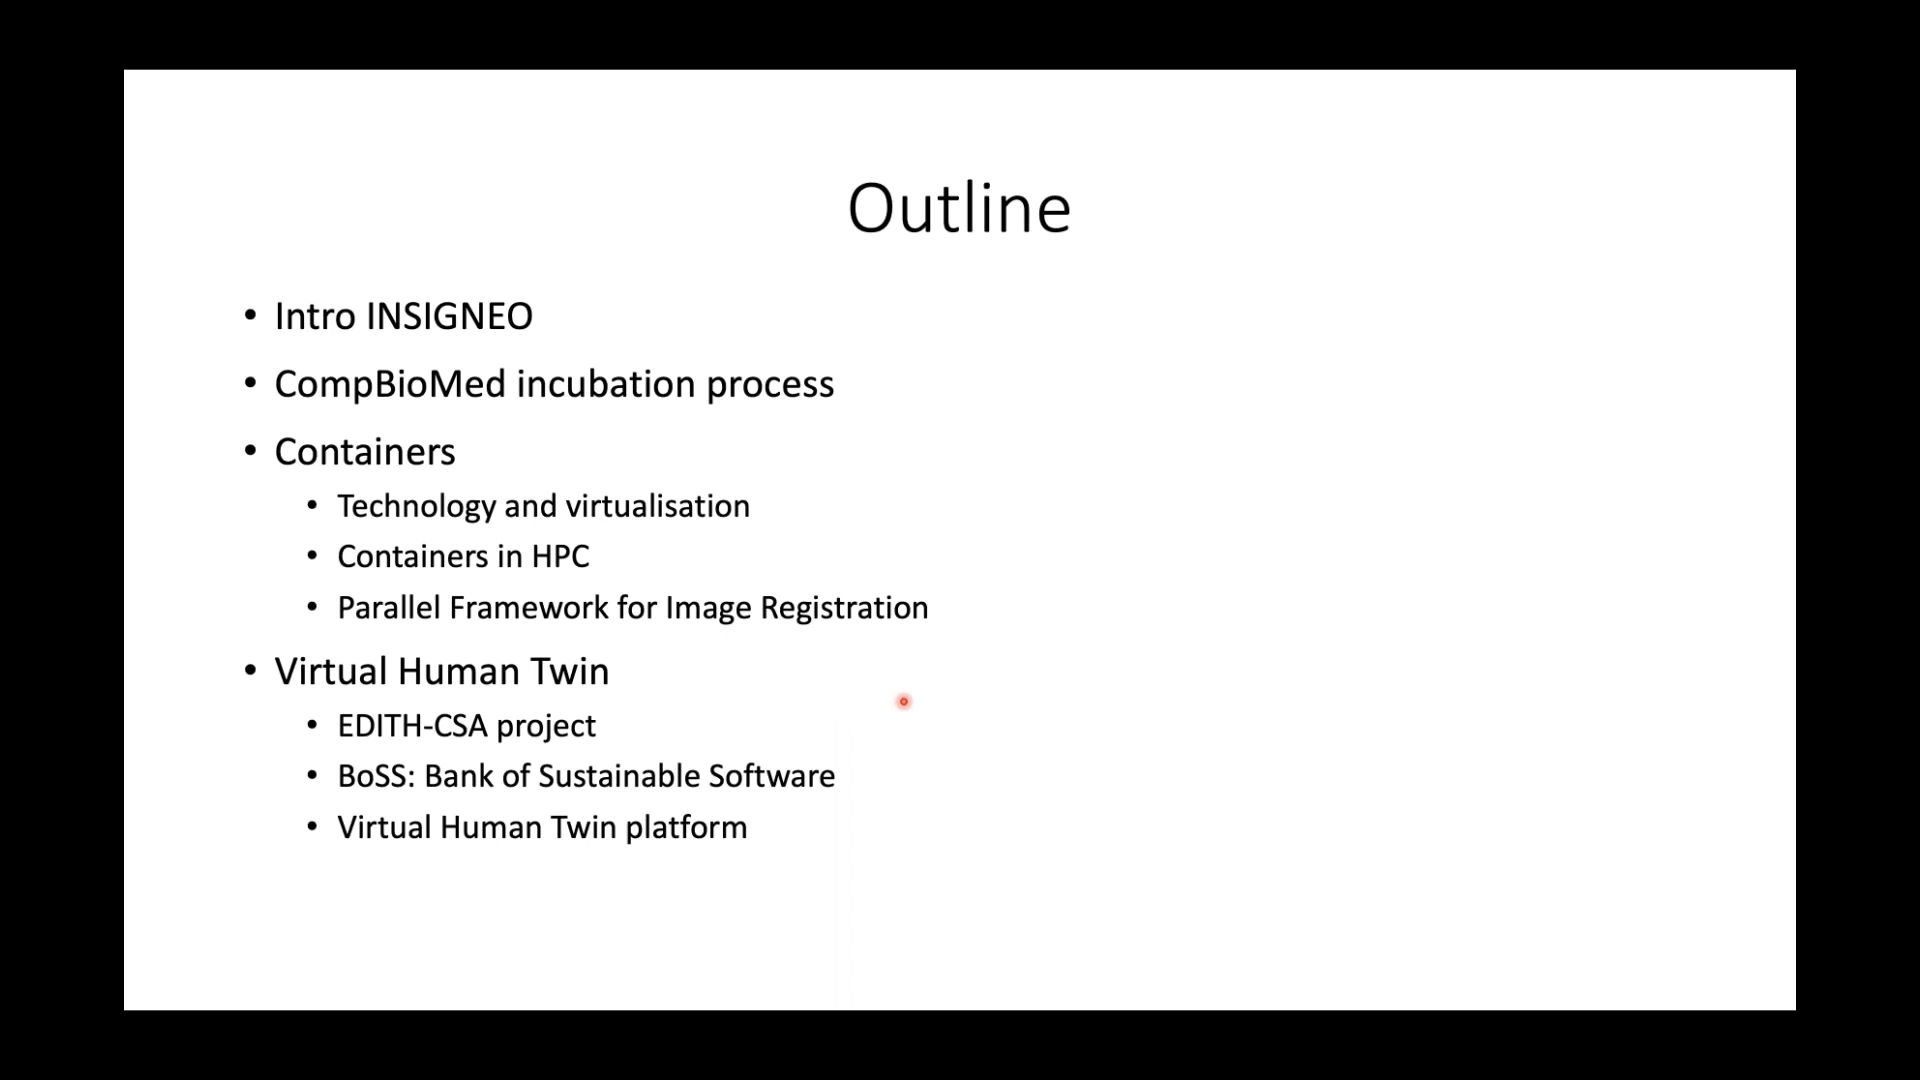 Outline
• Intro INSIGNEO
• CompBioMed incubation process
• Containers
• Technology and virtualisation
• Containers in HPC
• Parallel Framework for Image Registration
• Virtual Human Twin
• EDITH-CSA project
• BoSS: Bank of Sustainable Software
• Virtual Human Twin platform